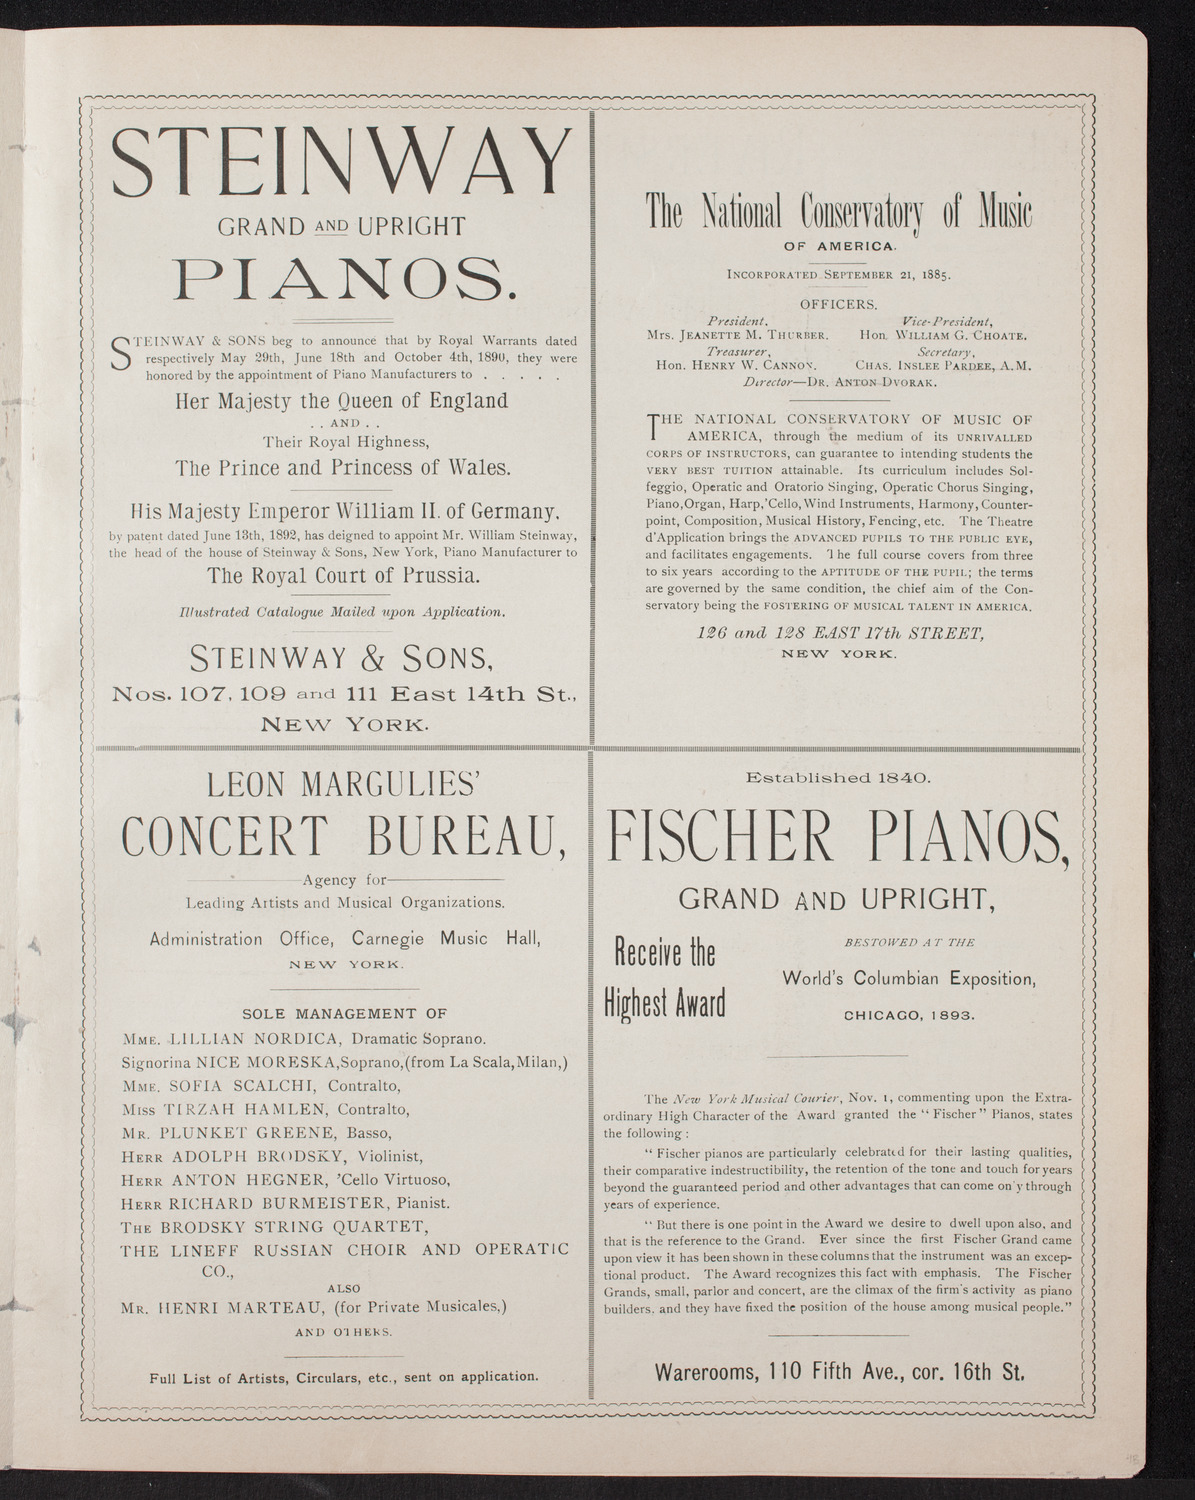 STEINWAY
GRAND AND UPRIGHT
PIANOS.
STEINWAY & SONS beg to announce that by Royal Warrants dated
respectively May 29th, June 18th and October 4th, 1890, they were
honored by the appointment of Piano Manufacturers to . . . . .
Her Majesty the Queen of England
. . AND . .
Their Royal Highness,
The Prince and Princess of Wales.
His Majesty Emperor William II. of Germany,
by patent dated June 13th, 1892, has deigned to appoint Mr. William Steinway,
the head of the house of Steinway & Sons, New York, Piano Manufacturer to
The Royal Court of Prussia.
Illustrated Catalogue Mailed upon Application.
STEINWAY & SONS,
Nos. 107, 109 and 111 East 14th St.,
NEW YORK.
The National Conservatory of Music
OF AMERICA.
INCORPORATED SEPTEMBER 21, 1885.
OFFICERS.
President, Vice-President,
Mrs. JEANETTE M. THURBER. Hon. WILLIAM G. CHOATE.
Treasurer, Secretary,
Hon. HENRY W. CANNON. CHAS. INSLEE PARDEE, A.M.
Director—DR. ANTON DVORAK.
THE NATIONAL CONSERVATORY OF MUSIC OF
AMERICA, through the medium of its UNRIVALLED
CORPS OF INSTRUCTORS, can guarantee to intending students the
VERY BEST TUITION attainable. Its curriculum includes Sol-
feggio, Operatic and Oratorio Singing, Operatic Chorus Singing,
Piano, Organ, Harp, 'Cello, Wind Instruments, Harmony, Counter-
point, Composition, Musical History, Fencing, etc. The Theatre
d'Application brings the ADVANCED PUPILS TO THE PUBLIC EYE,
and facilitates engagements. The full course covers from three
to six years according to the APTITUDE OF THE PUPIL; the terms
are governed by the same condition, the chief aim of the Con-
servatory being the FOSTERING OF MUSICAL TALENT IN AMERICA.
126 and 128 EAST 17th STREET,
NEW YORK.
LEON MARGULIES'
CONCERT BUREAU,
Agency for
Leading Artists and Musical Organizations.
Administration Office, Carnegie Music Hall,
NEW YORK.
SOLE MANAGEMENT OF
MME. LILLIAN NORDICA, Dramatic Soprano.
Signorina NICE MORESKA, Soprano, (from La Scala, Milan,)
MME. SOFIA SCALCHI, Contralto,
MISS TIRZAH HAMLEN, Contralto,
MR. PLUNKET GREENE, Basso,
HERR ADOLPH BRODSKY, Violinist,
HERR ANTON HEGNER, 'Cello Virtuoso,
HERR RICHARD BURMEISTER, Pianist.
THE BRODSKY STRING QUARTET,
THE LINEFF RUSSIAN CHOIR AND OPERATIC
CO.,
ALSO
MR. HENRI MARTEAU, (for Private Musicales,)
AND OTHERS.
Full List of Artists, Circulars, etc., sent on application.
Established 1840.
FISCHER PIANOS,
GRAND AND UPRIGHT,
Receive the
Highest Award
BESTOWED AT THE
World's Columbian Exposition,
CHICAGO, 1893.
The New York Musical Courier, Nov. 1, commenting upon the Extra-
ordinary High Character of the Award granted the "Fischer" Pianos, states
the following:
"Fischer pianos are particularly celebrated for their lasting qualities,
their comparative indestructibility, the retention of the tone and touch for years
beyond the guaranteed period and other advantages that can come only through
years of experience.
"But there is one point in the Award we desire to dwell upon also, and
that is the reference to the Grand. Ever since the first Fischer Grand came
upon view it has been shown in these columns that the instrument was an excep-
tional product. The Award recognizes this fact with emphasis. The Fischer
Grands, small, parlor and concert, are the climax of the firm's activity as piano
builders, and they have fixed the position of the house among musical people."
Warerooms, 110 Fifth Ave., cor. 16th St.